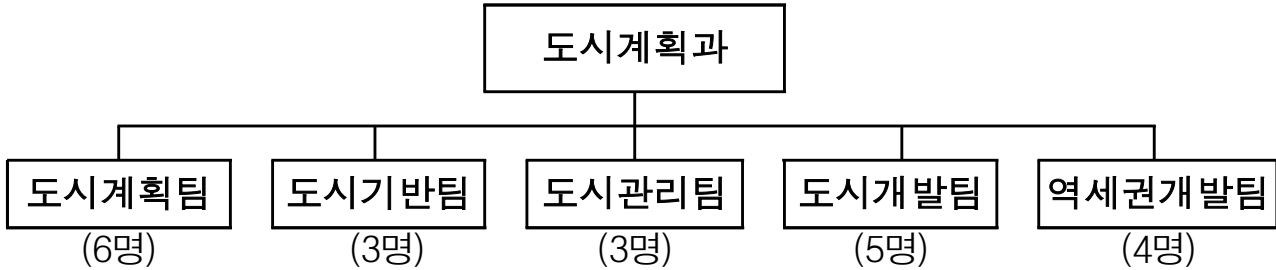 도시계획과
도시계획팀 도시기반팀 도시관리팀 도시개발팀 역세권개발팀
(6명) (3명) (3명) (5명) (4명)